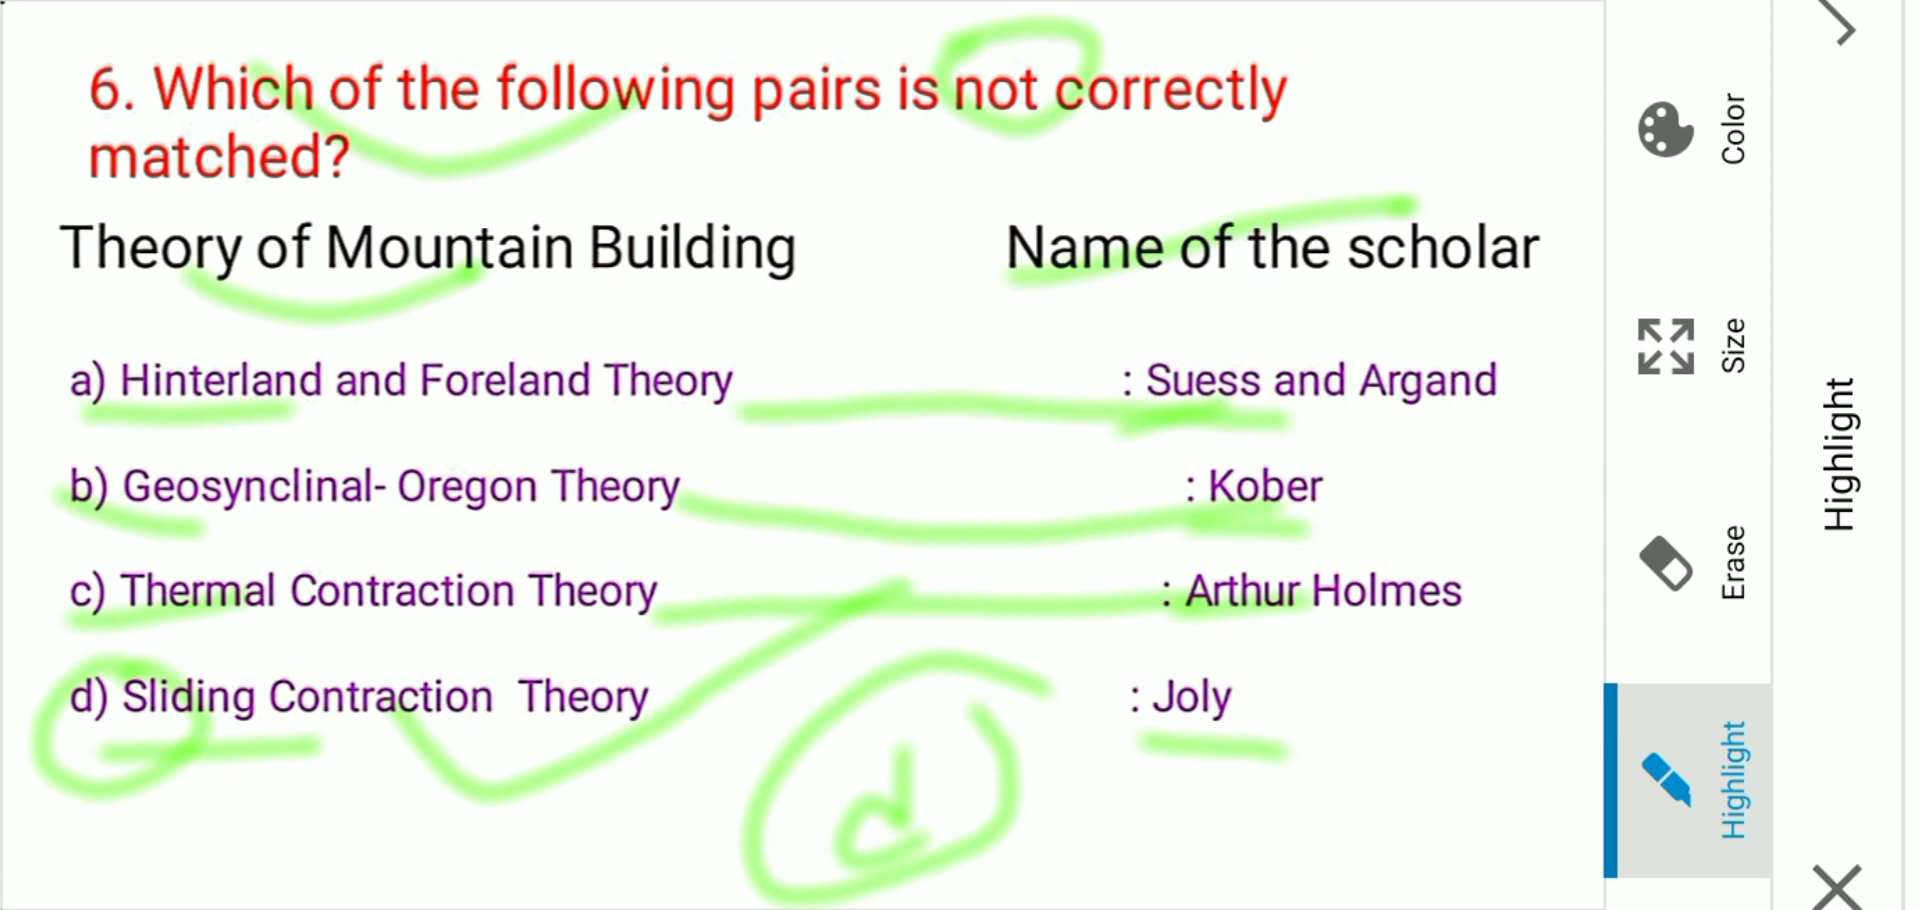 6. Which of the following pairs is not correctly
matched?
Theory of Mountain Building Name of the scholar
a) Hinterland and Foreland Theory : Suess and Argand
b) Geosynclinal- Oregon Theory : Kober
c) Thermal Contraction Theory : Arthur Holmes
d) Sliding Contraction Theory : Joly
d
Color
Size
Erase
Highlight
Highlight